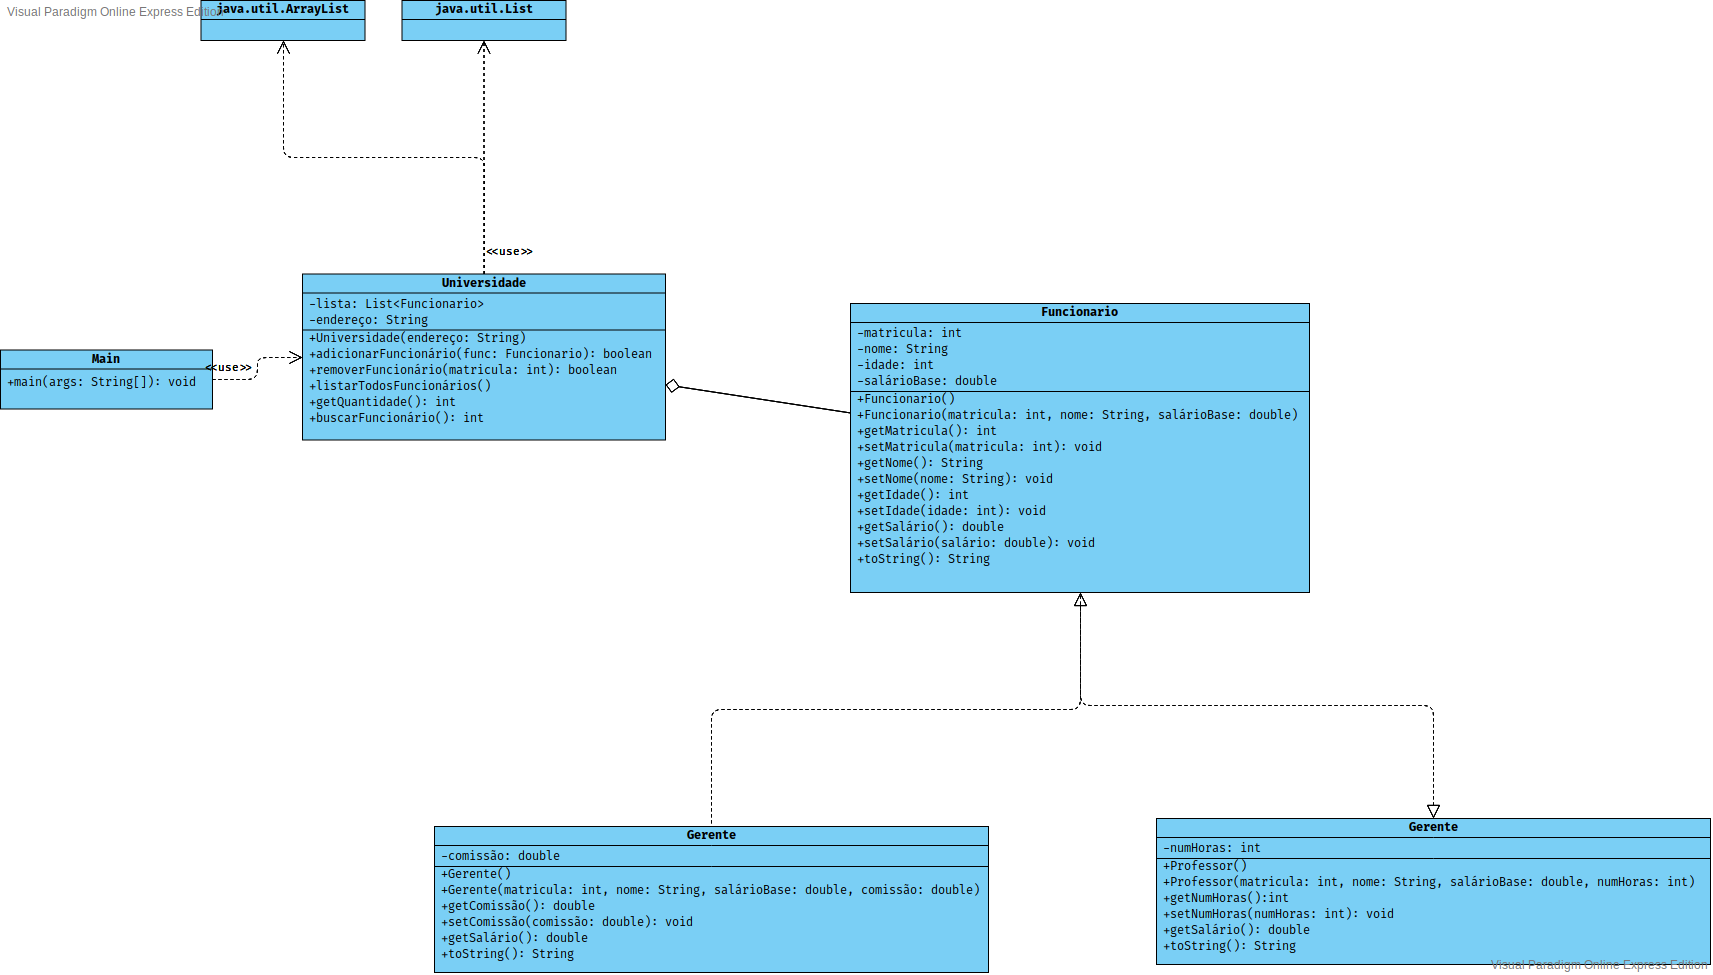 Visual Paradigm Online Express Edition
java.util.ArrayList
java.util.List
<<use>>
Universidade
-lista: List<Funcionario>
-endereço: String
+Universidade(endereço: String)
+adicionarFuncionário(func: Funcionario): boolean
+removerFuncionário(matricula: int): boolean
+listarTodosFuncionários()
+getQuantidade(): int
+buscarFuncionário(): int
Main
+main(args: String[]): void
<<use>>
Funcionario
-matricula: int
-nome: String
-idade: int
-salárioBase: double
+Funcionario()
+Funcionario(matricula: int, nome: String, salárioBase: double)
+getMatricula(): int
+setMatricula(matricula: int): void
+getNome(): String
+setNome(nome: String): void
+getIdade(): int
+setIdade(idade: int): void
+getSalário(): double
+setSalário(salário: double): void
+toString(): String
Gerente
-comissão: double
+Gerente()
+Gerente(matricula: int, nome: String, salárioBase: double, comissão: double)
+getComissão(): double
+setComissão(comissão: double): void
+getSalário(): double
+toString(): String
Gerente
-numHoras: int
+Professor()
+Professor(matricula: int, nome: String, salárioBase: double, numHoras: int)
+getNumHoras():int
+setNumHoras(numHoras: int): void
+getSalário(): double
+toString(): String
Visual Paradigm Online Express Edition